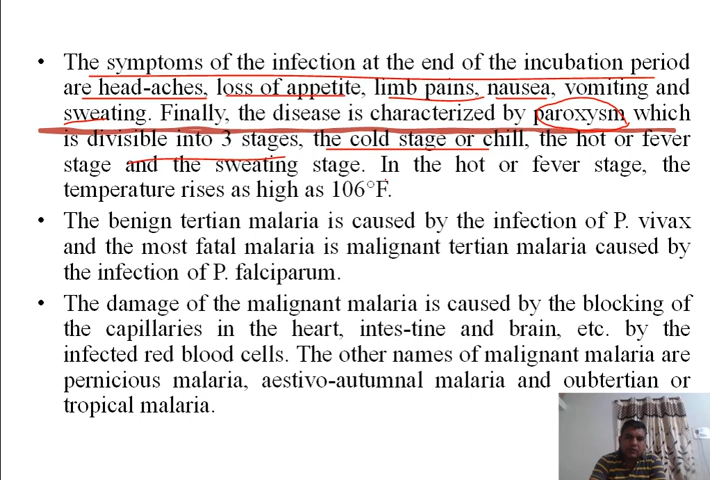 • The symptoms of the infection at the end of the incubation period
are head-aches, loss of appetite, limb pains, nausea, vomiting and
sweating. Finally, the disease is characterized by paroxysm which
is divisible into 3 stages, the cold stage or chill, the hot or fever
stage and the sweating stage. In the hot or fever stage, the
temperature rises as high as 106°F.
• The benign tertian malaria is caused by the infection of P. vivax
and the most fatal malaria is malignant tertian malaria caused by
the infection of P. falciparum.
• The damage of the malignant malaria is caused by the blocking of
the capillaries in the heart, intes-tine and brain, etc. by the
infected red blood cells. The other names of malignant malaria are
pernicious malaria, aestivo-autumnal malaria and oubtertian or
tropical malaria.